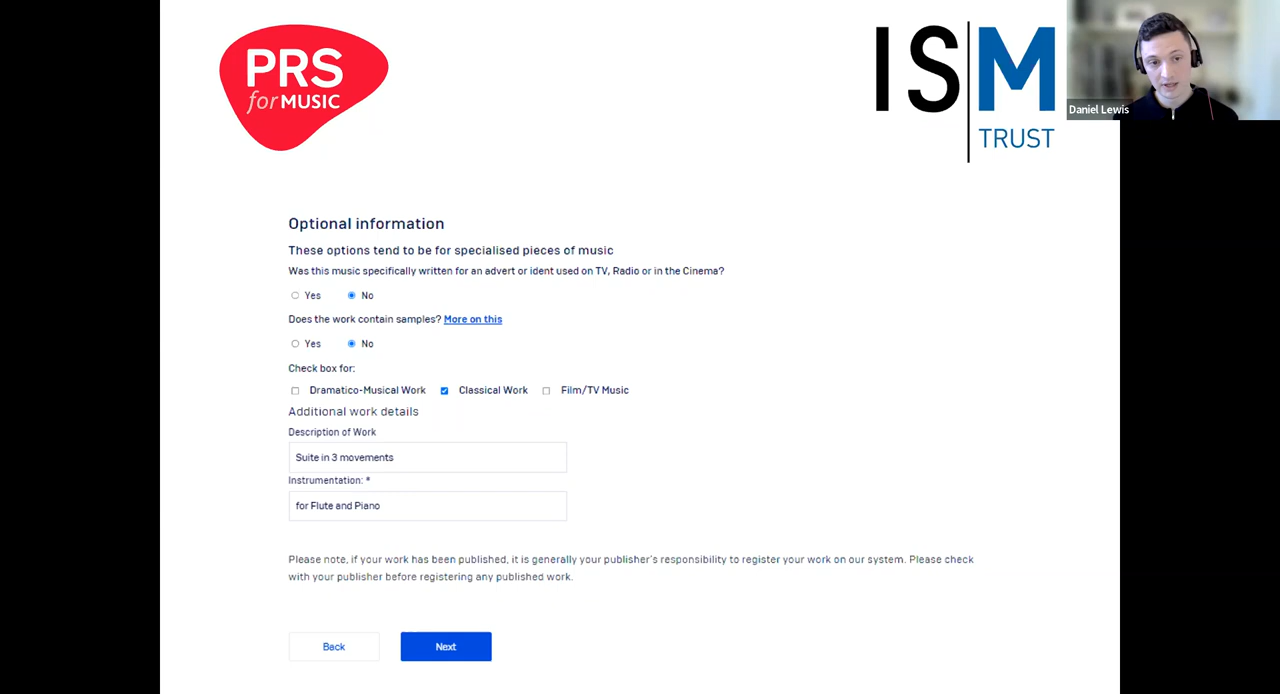 PRS
for MUSIC
ISM
TRUST
Daniel Lewis
Optional information
These options tend to be for specialised pieces of music
Was this music specifically written for an advert or ident used on TV, Radio or in the Cinema?
Yes No
Does the work contain samples? More on this
Yes No
Check box for:
Dramatico-Musical Work Classical Work Film/TV Music
Additional work details
Description of Work
Suite in 3 movements
Instrumentation: *
for Flute and Piano
Please note, if your work has been published, it is generally your publisher's responsibility to register your work on our system. Please check
with your publisher before registering any published work.
Back Next